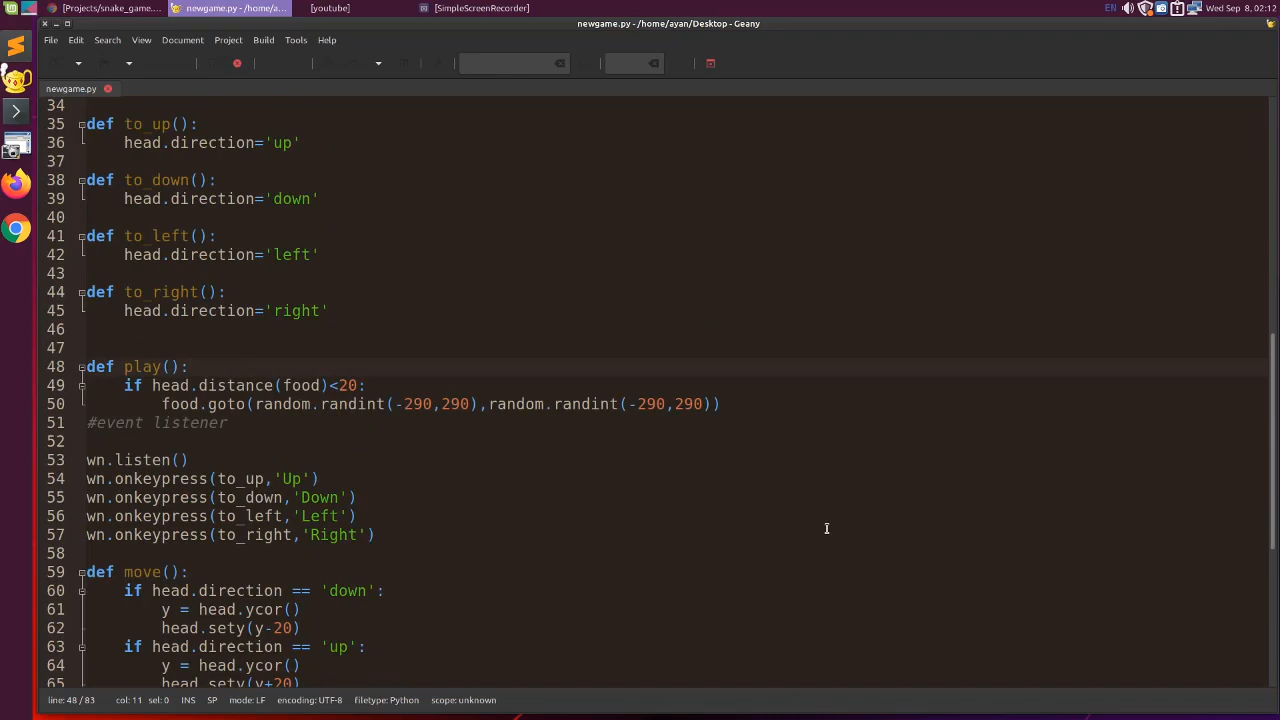 [Projects/snake_game.... newgame.py - /home/a... [youtube] [SimpleScreenRecorder] EN Wed Sep 8, 02:12
newgame.py - /home/ayan/Desktop - Geany
File Edit Search View Document Project Build Tools Help
newgame.py
34
35 def to_up():
36 head.direction='up'
37
38 def to_down():
39 head.direction='down'
40
41 def to_left():
42 head.direction='left'
43
44 def to_right():
45 head.direction='right'
46
47
48 def play():
49 if head.distance(food)<20:
50 food.goto(random.randint(-290,290),random.randint(-290,290))
51 #event listener
52
53 wn.listen()
54 wn.onkeypress(to_up,'Up')
55 wn.onkeypress(to_down,'Down')
56 wn.onkeypress(to_left,'Left')
57 wn.onkeypress(to_right,'Right')
58
59 def move():
60 if head.direction == 'down':
61 y = head.ycor()
62 head.sety(y-20)
63 if head.direction == 'up':
64 y = head.ycor()
65 head.sety(y+20)
line: 48 / 83 col: 11 sel: 0 INS SP mode: LF encoding: UTF-8 filetype: Python scope: unknown